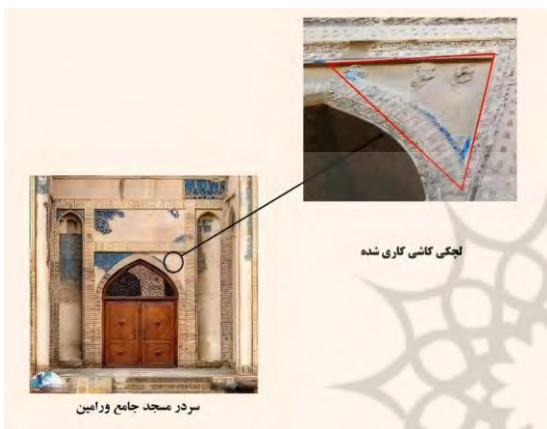 لچکی کاشی کاری شده
سردر مسجد جامع ورامین